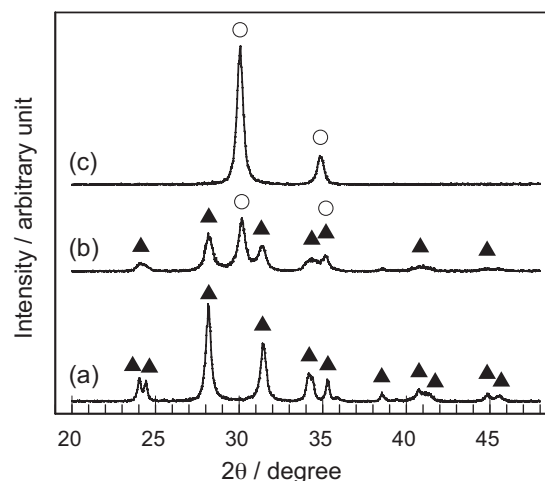 Intensity / arbitrary unit
(c)
(b)
(a)
20 25 30 35 40 45
2θ / degree